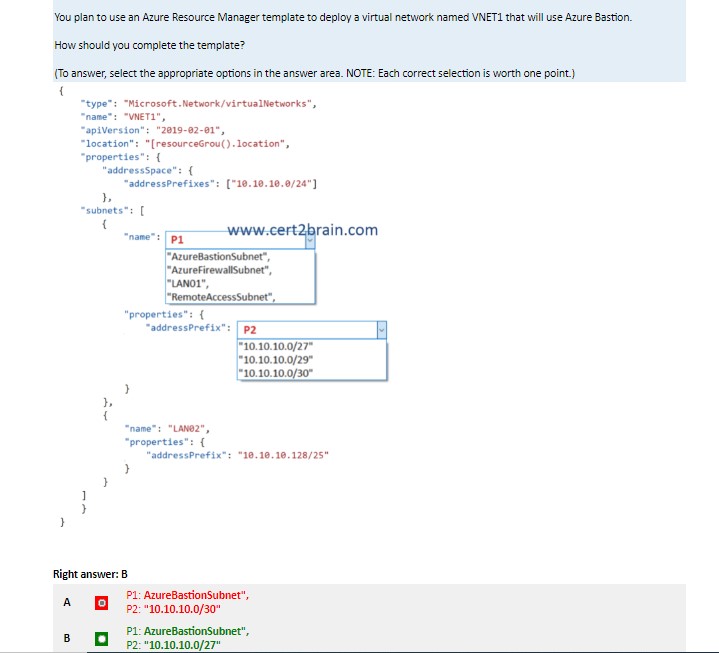 You plan to use an Azure Resource Manager template to deploy a virtual network named VNET1 that will use Azure Bastion.
How should you complete the template?
(To answer, select the appropriate options in the answer area. NOTE: Each correct selection is worth one point.)
{
"type": "Microsoft.Network/virtualNetworks",
"name": "VNET1",
"apiVersion": "2019-02-01",
"location": "[resourceGrou().location",
"properties": {
"addressSpace": {
"addressPrefixes": ["10.10.10.0/24"]
},
"subnets": [
{
www.cert2brain.com
"name": P1
"AzureBastionSubnet",
"AzureFirewallSubnet",
"LAN01",
"RemoteAccessSubnet",
"properties": {
"addressPrefix": P2
"10.10.10.0/27"
"10.10.10.0/29"
"10.10.10.0/30"
}
},
{
"name": "LAN02",
"properties": {
"addressPrefix": "10.10.10.128/25"
}
}
]
}
}
Right answer: B
A P1: AzureBastionSubnet",
P2: "10.10.10.0/30"
B P1: AzureBastionSubnet",
P2: "10.10.10.0/27"